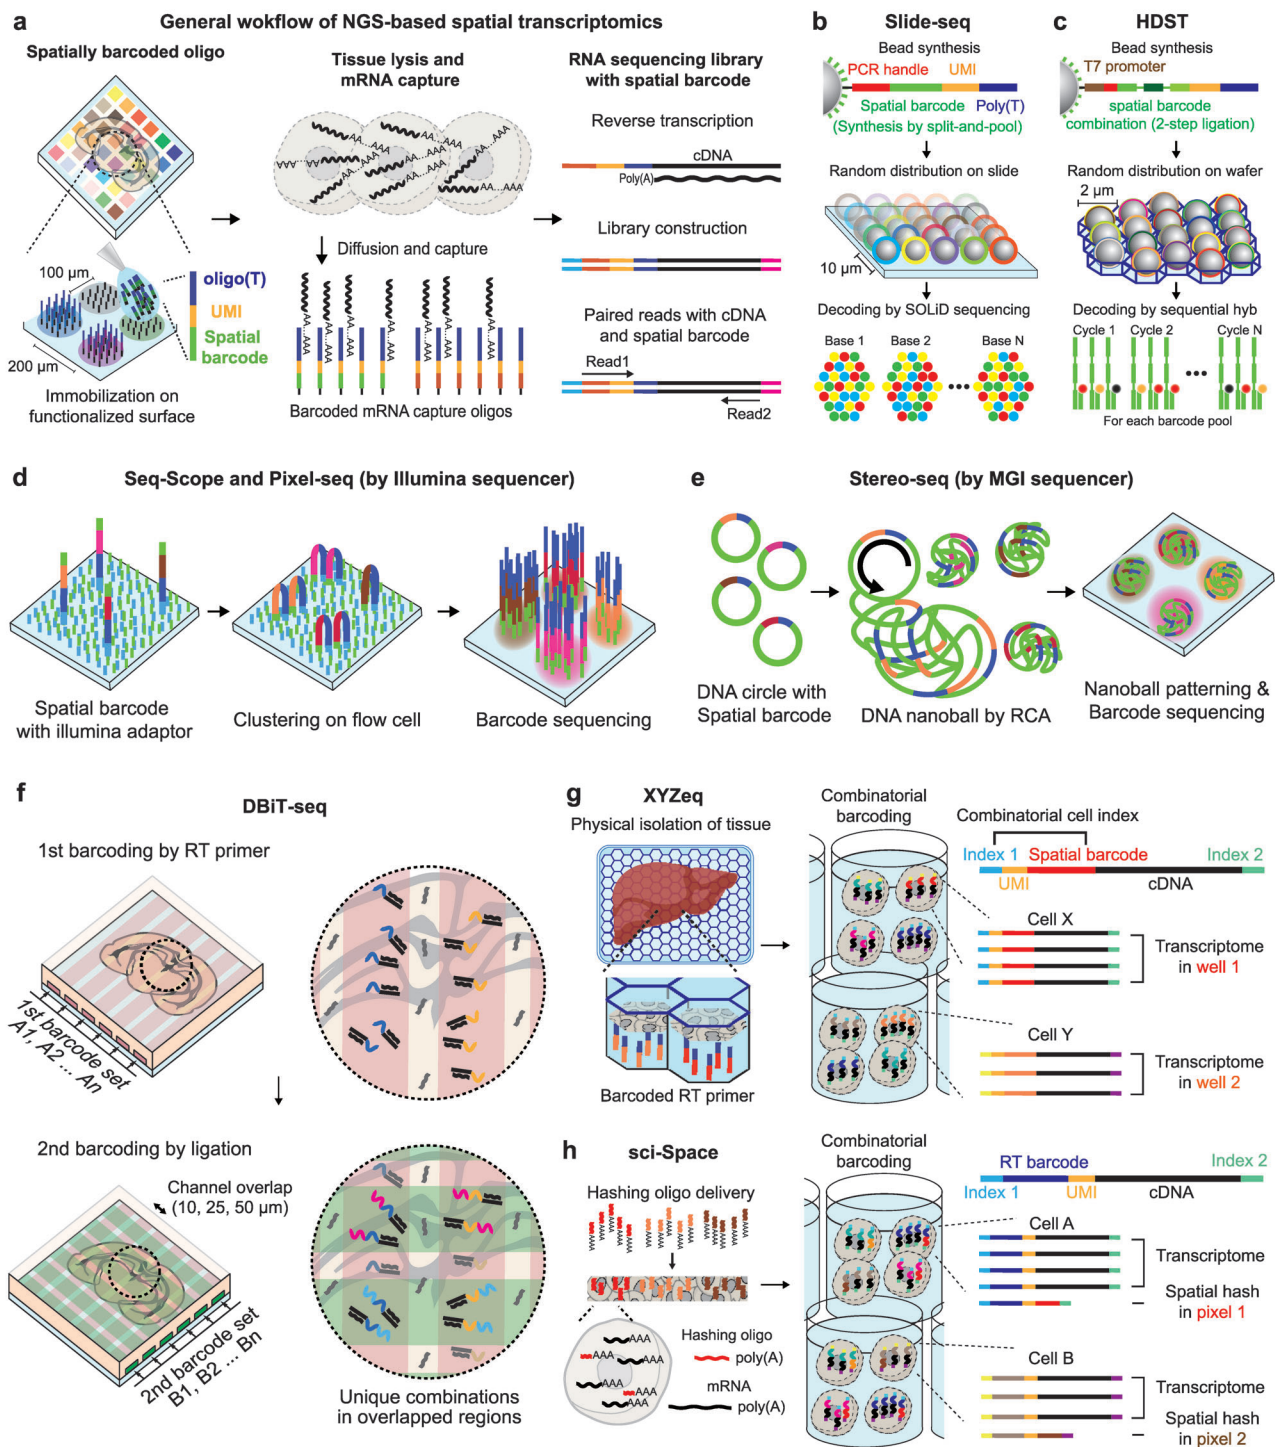 a
General wokflow of NGS-based spatial transcriptomics
Spatially barcoded oligo
100 µm
200 µm
oligo(T)
UMI
Spatial
barcode
Immobilization on
functionalized surface
Tissue lysis and
mRNA capture
Diffusion and capture
Barcoded mRNA capture oligos
RNA sequencing library
with spatial barcode
Reverse transcription
cDNA
Poly(A)
Library construction
Paired reads with cDNA
and spatial barcode
Read1
Read2
b
Slide-seq
Bead synthesis
PCR handle
UMI
Spatial barcode
Poly(T)
(Synthesis by split-and-pool)
Random distribution on slide
10 µm
Decoding by SOLiD sequencing
Base 1
Base 2
Base N
c
HDST
Bead synthesis
T7 promoter
spatial barcode
combination (2-step ligation)
Random distribution on wafer
2 µm
Decoding by sequential hyb
Cycle 1
Cycle 2
Cycle N
For each barcode pool
d
Seq-Scope and Pixel-seq (by Illumina sequencer)
Spatial barcode
with illumina adaptor
Clustering on flow cell
Barcode sequencing
e
Stereo-seq (by MGI sequencer)
DNA circle with
Spatial barcode
DNA nanoball by RCA
Nanoball patterning &
Barcode sequencing
f
DBiT-seq
1st barcoding by RT primer
1st barcode set
A1, A2 ... An
2nd barcoding by ligation
Channel overlap
(10, 25, 50 µm)
2nd barcode set
B1, B2 ... Bn
Unique combinations
in overlapped regions
g
XYZeq
Physical isolation of tissue
Barcoded RT primer
Combinatorial
barcoding
Combinatorial cell index
Index 1
Spatial barcode
Index 2
UMI
cDNA
Cell X
Transcriptome
in well 1
Cell Y
Transcriptome
in well 2
h
sci-Space
Hashing oligo delivery
AAA
AAA
AAA
AAA
AAA
AAA
Hashing oligo
poly(A)
mRNA
poly(A)
Combinatorial
barcoding
RT barcode
Index 2
Index 1
UMI
cDNA
Cell A
Transcriptome
Spatial hash
in pixel 1
Cell B
Transcriptome
Spatial hash
in pixel 2